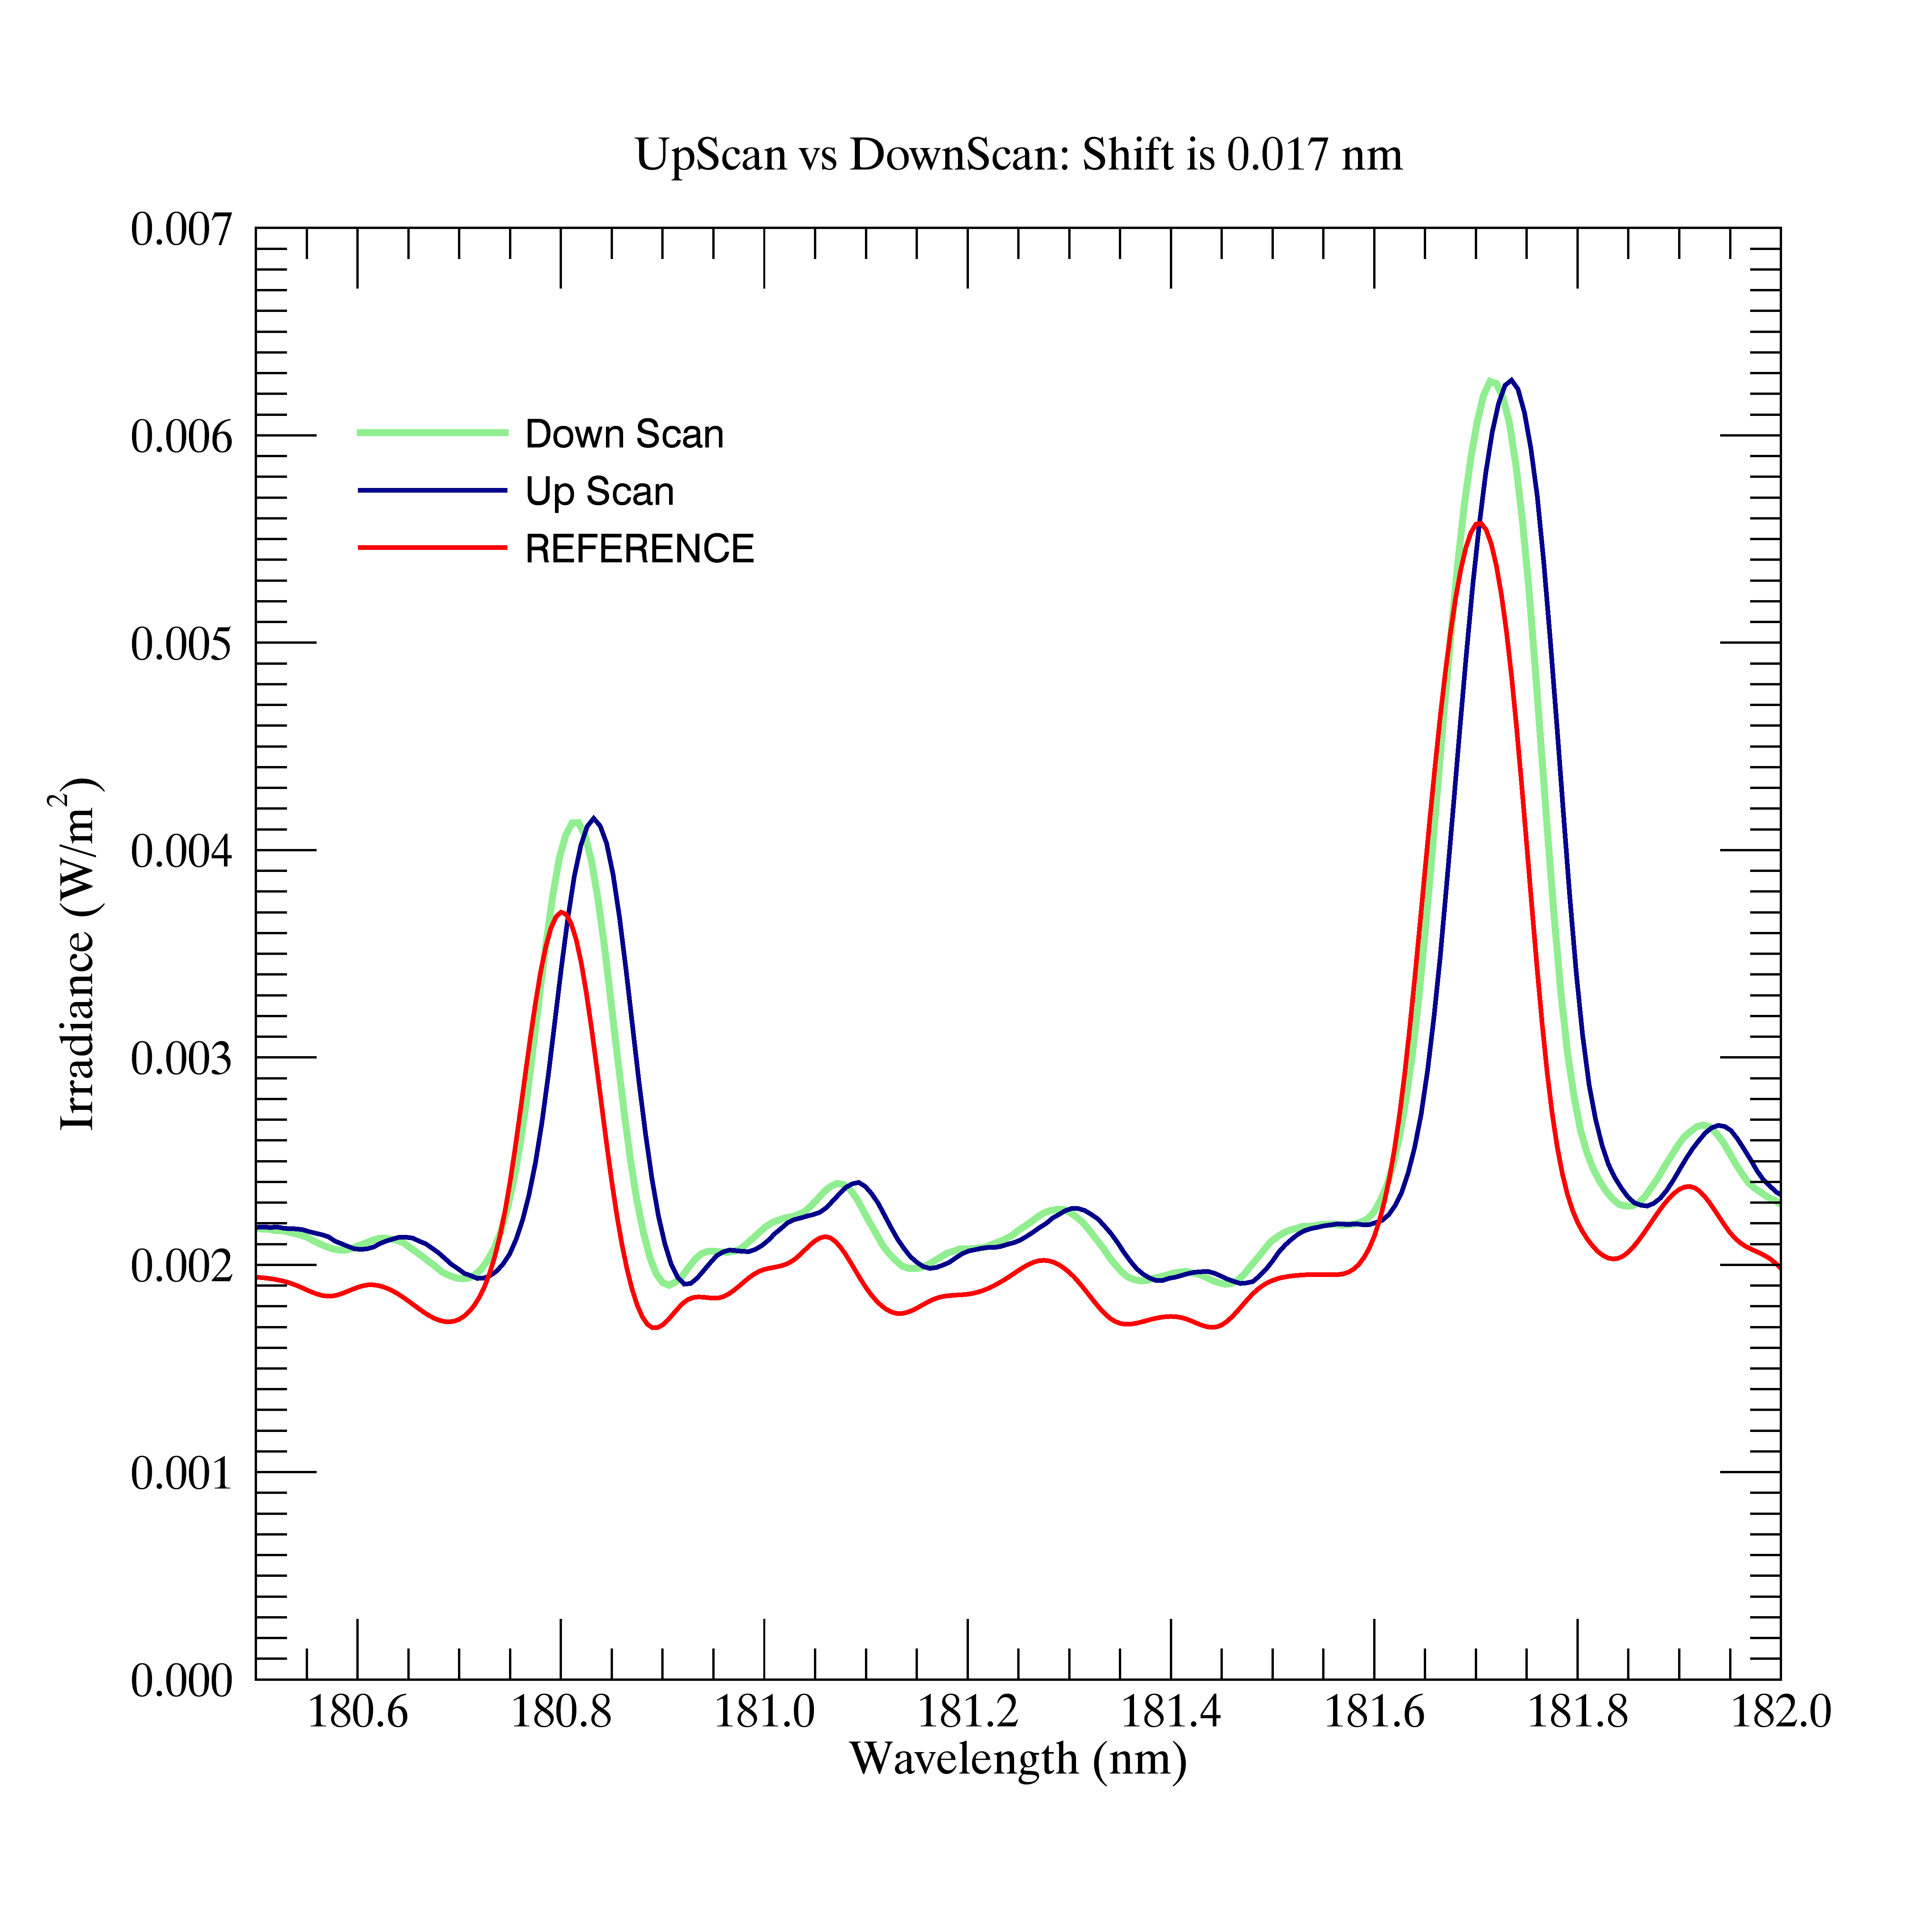 UpScan vs DownScan: Shift is 0.017 nm
0.007
0.006
0.005
0.004
0.003
0.002
0.001
0.000
Irradiance (W/m²)
Down Scan
Up Scan
REFERENCE
180.6 180.8 181.0 181.2 181.4 181.6 181.8 182.0
Wavelength (nm)